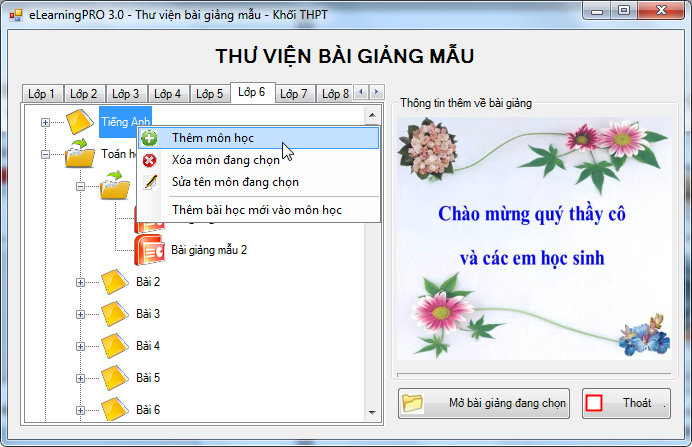 eLearningPRO 3.0 - Thư viện bài giảng mẫu - Khối THPT
THƯ VIỆN BÀI GIẢNG MẪU
Lớp 1 Lớp 2 Lớp 3 Lớp 4 Lớp 5 Lớp 6 Lớp 7 Lớp 8
Tiếng Anh
Thêm môn học
Toán h
Xóa môn đang chọn
Sửa tên môn đang chọn
Thêm bài học mới vào môn học
Bài giảng mẫu 2
Bài 2
Bài 3
Bài 4
Bài 5
Bài 6
Thông tin thêm về bài giảng
Chào mừng quý thầy cô
và các em học sinh
Mở bài giảng đang chọn
Thoát .